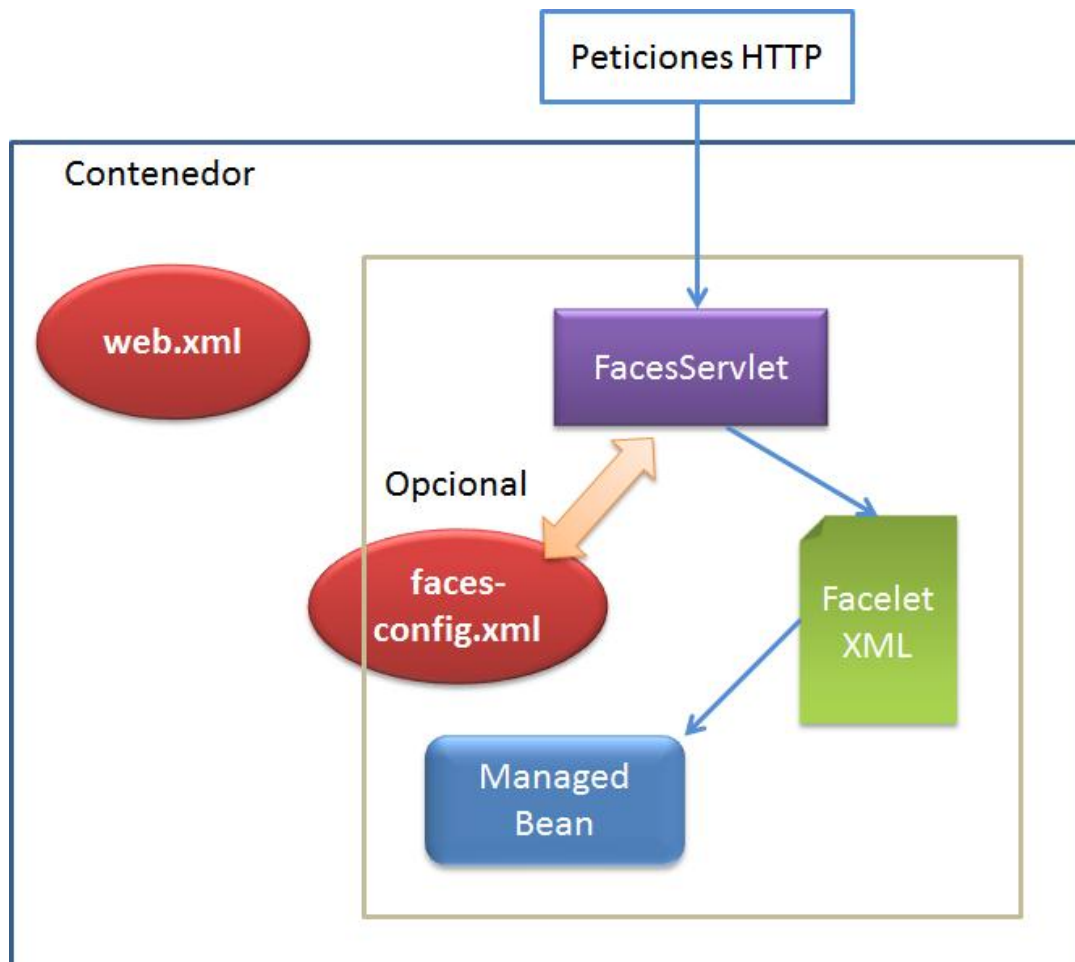 Peticiones HTTP
Contenedor
web.xml
FacesServlet
Opcional
faces-
config.xml
Facelet
XML
Managed
Bean